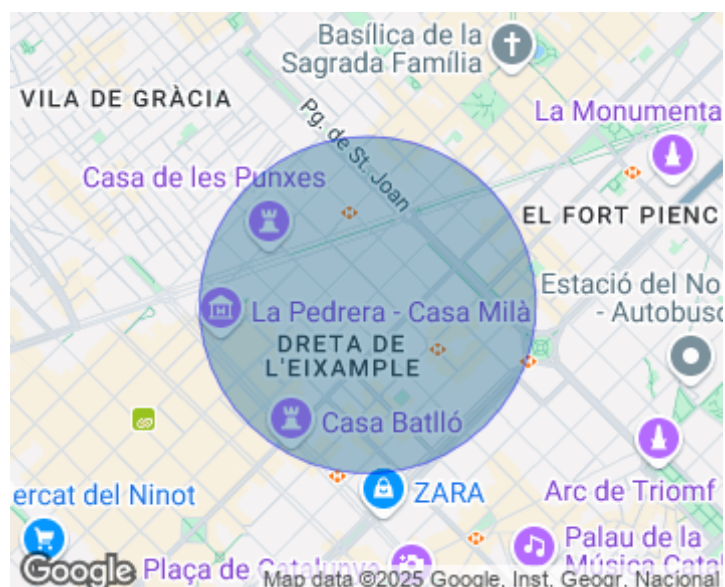 Basílica de la
Sagrada Família
VILA DE GRÀCIA
La Monumenta
Pg. de St. Joan
Casa de les Punxes
EL FORT PIENC
Estació del No
- Autobusc
La Pedrera - Casa Milà
DRETA DE
L'EIXAMPLE
Casa Batlló
ercat del Ninot
ZARA
Arc de Triomf
Palau de la
Música Cata
Google
Plaça de Catalunya
Map data ©2025 Google, Inst. Geogr. Nacional